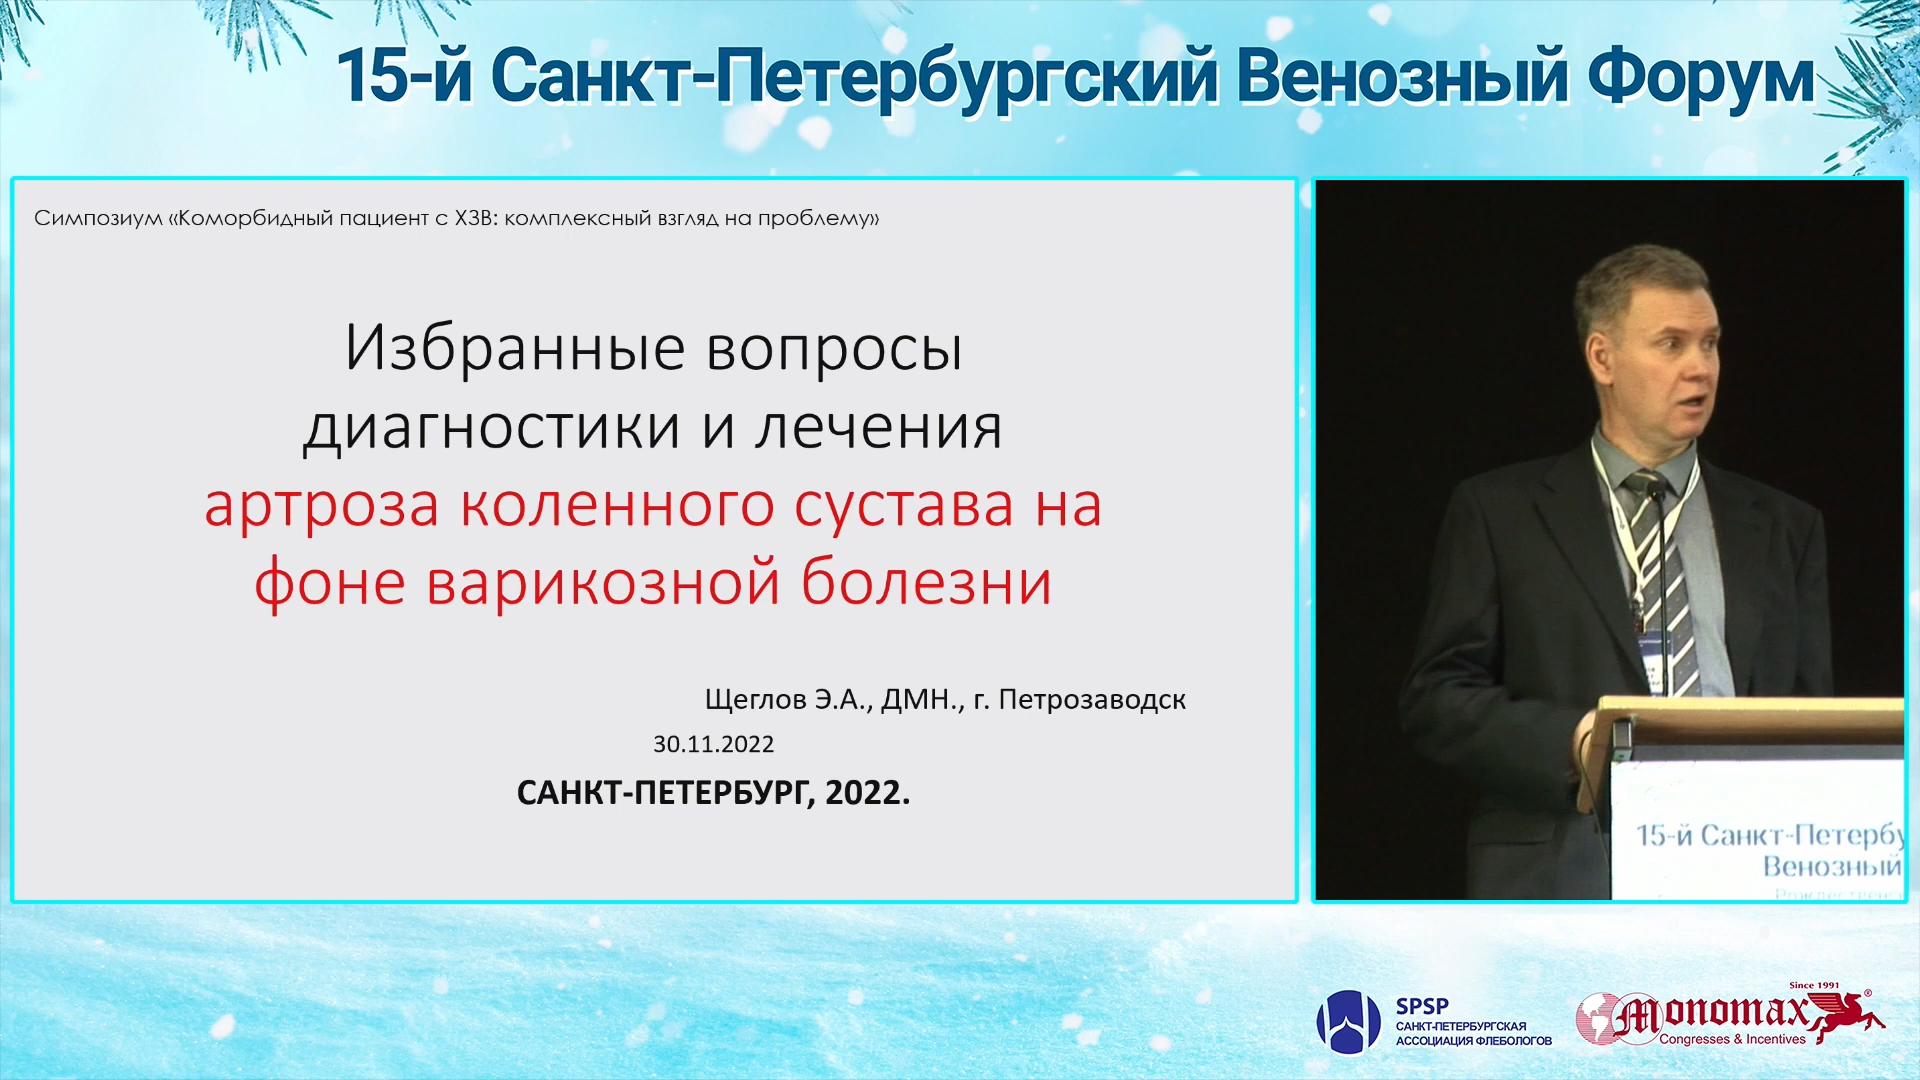 15-й Санкт-Петербургский Венозный Форум
Симпозиум «Коморбидный пациент с ХЗВ: комплексный взгляд на проблему»
Избранные вопросы
диагностики и лечения
артроза коленного сустава на
фоне варикозной болезни
Щеглов Э.А., ДМН., г. Петрозаводск
30.11.2022
САНКТ-ПЕТЕРБУРГ, 2022.
15-й Санкт-Петербу
Венозный
SPSP
САНКТ-ПЕТЕРБУРГСКАЯ
АССОЦИАЦИЯ ФЛЕБОЛОГОВ
Since 1991
Monomax®
Congresses & Incentives